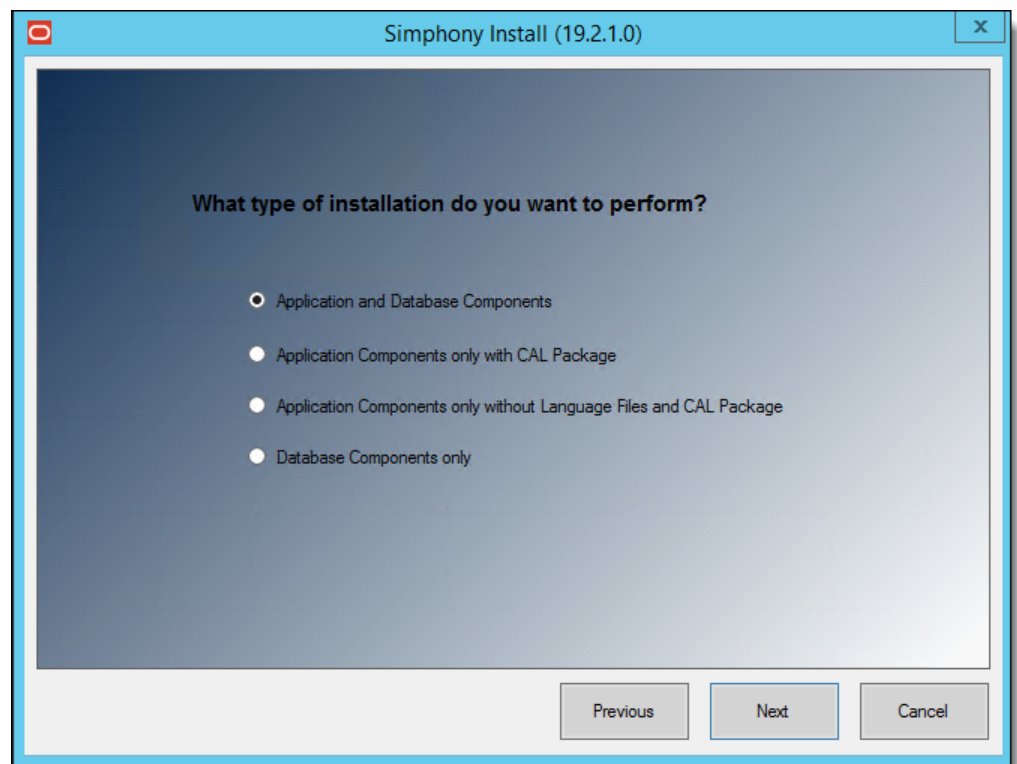 Simphony Install (19.2.1.0)
x
What type of installation do you want to perform?
Application and Database Components
Application Components only with CAL Package
Application Components only without Language Files and CAL Package
Database Components only
Previous
Next
Cancel